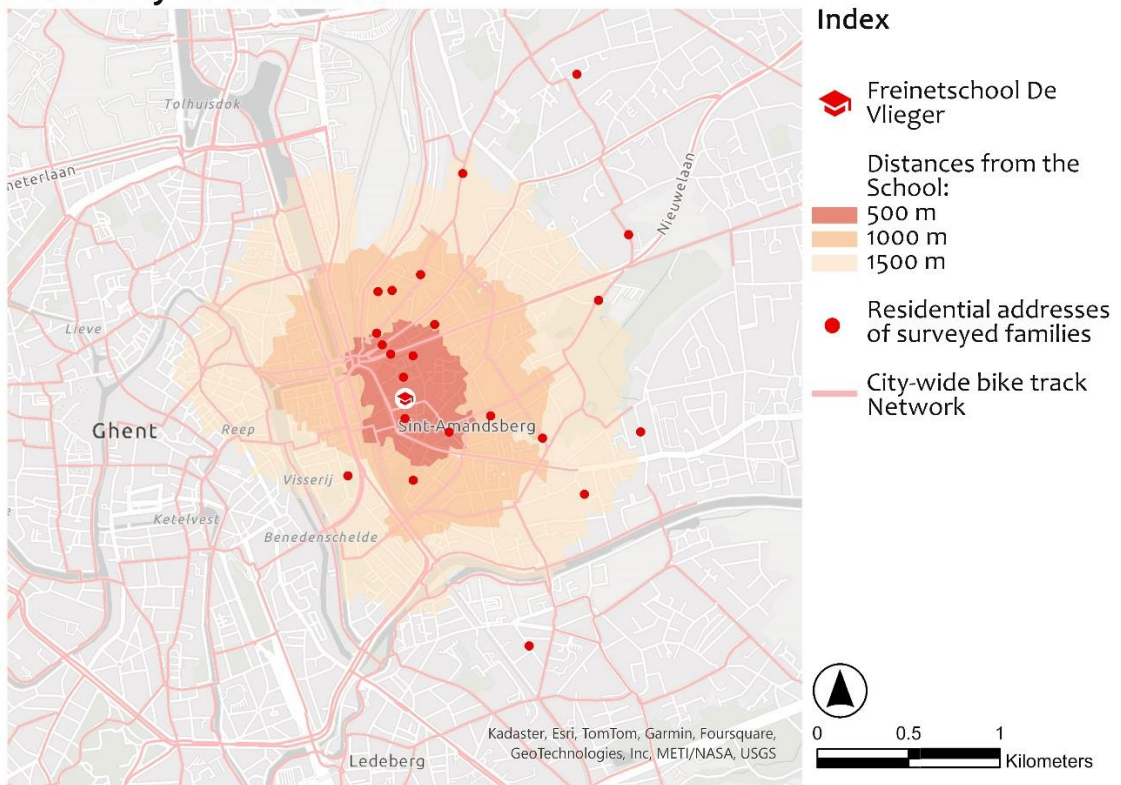 Index
Freinetschool De
Vlieger
Distances from the
School:
500 m
1000 m
1500 m
Residential addresses
of surveyed families
City-wide bike track
Network
Tolhuisdok
meterlaan
Nieuwelaan
Lieve
Ghent
Reep
Sint-Amandsberg
Visserij
Ketelvest
Benedenschelde
Ledeberg
Kadaster, Esri, TomTom, Garmin, Foursquare,
GeoTechnologies, Inc, METI/NASA, USGS
0 0.5 1
Kilometers